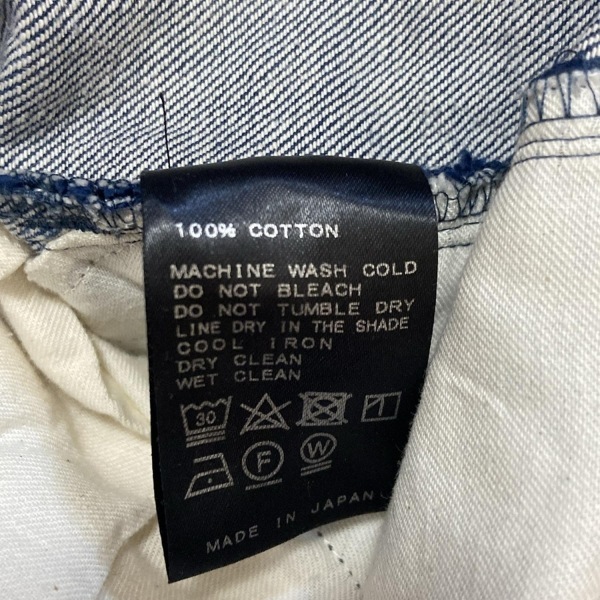 100% COTTON
MACHINE WASH COLD
DO NOT BLEACH
DO NOT TUMBLE DRY
LINE DRY IN THE SHADE
COOL IRON
DRY CLEAN
WET CLEAN
30
F W
MADE IN JAPAN